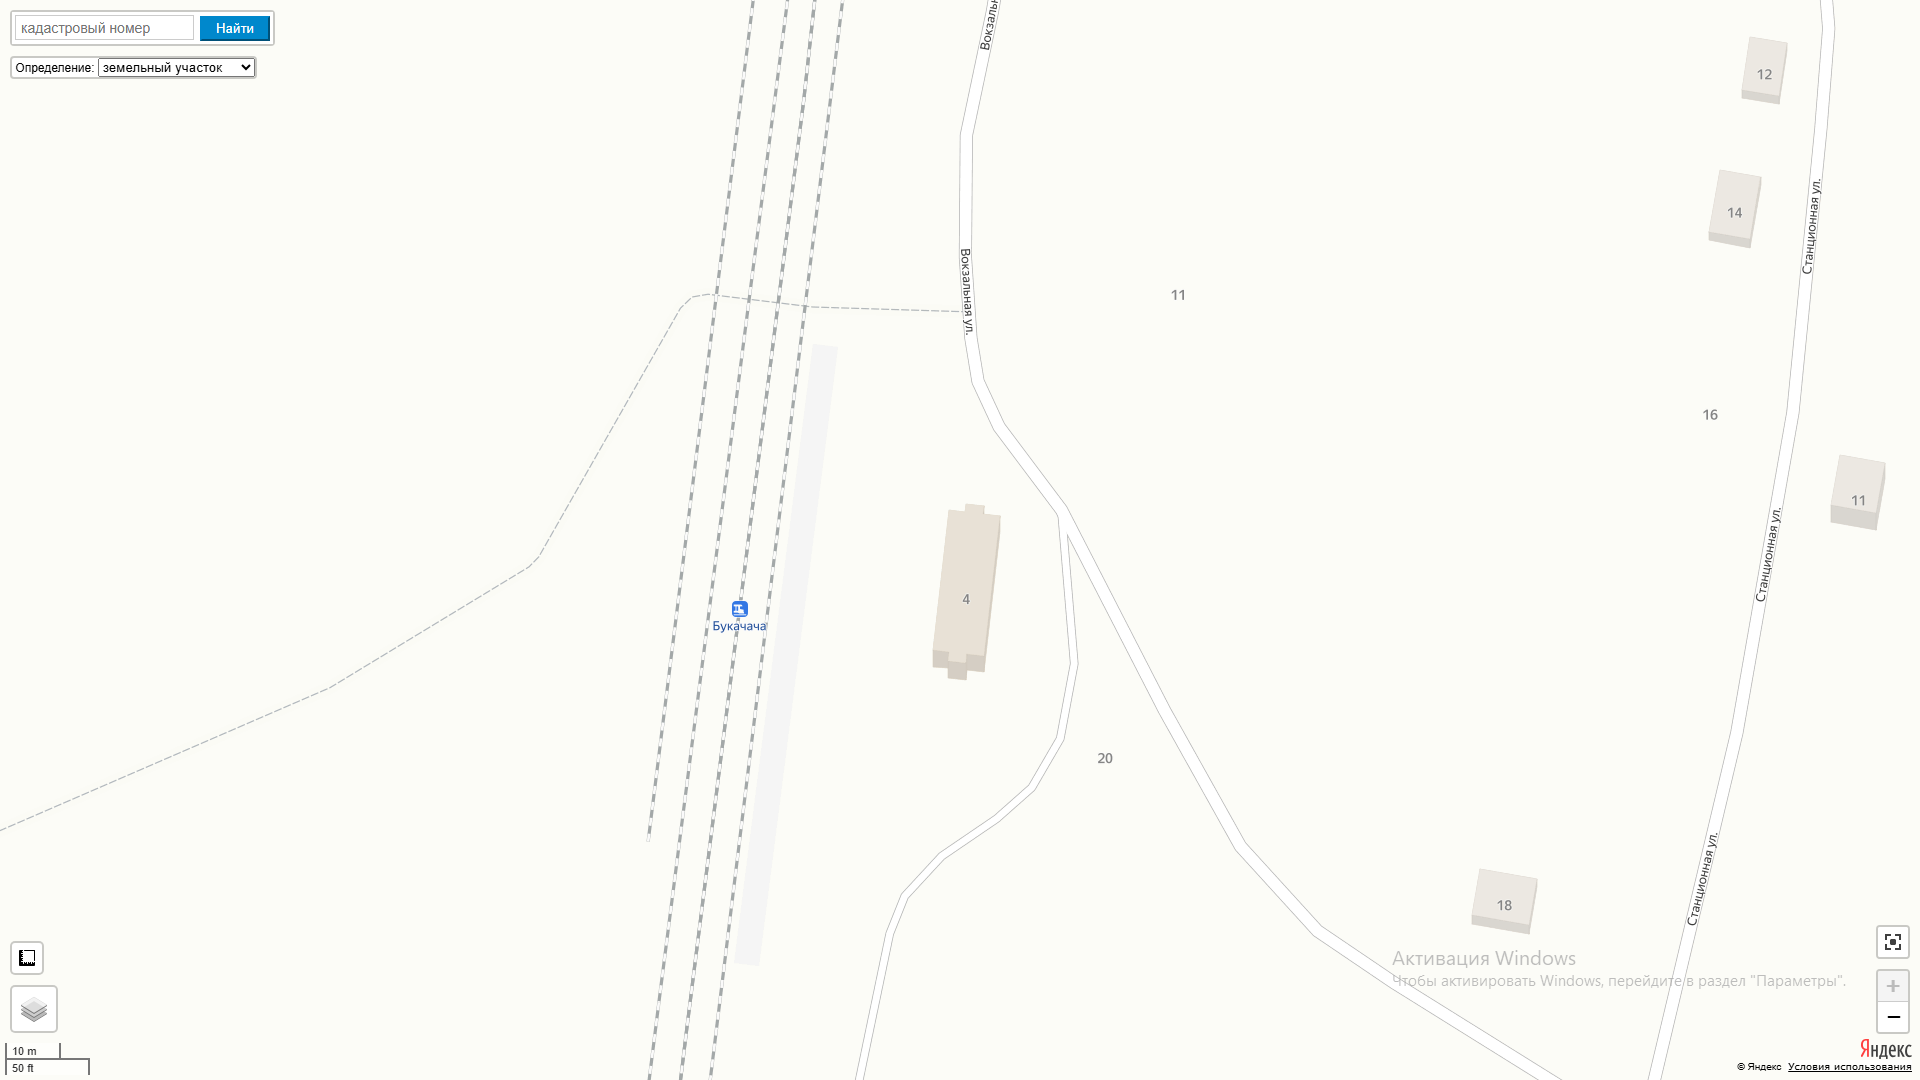 кадастровый номер
Найти
Определение: земельный участок
Вокзаль
12
14
Станционная ул.
Вокзальная ул.
11
16
11
Станционная ул.
4
Букачача
20
Станционная ул.
18
Активация Windows
Чтобы активировать Windows, перейдите в раздел "Параметры".
10 m
50 ft
Яндекс
© Яндекс Условия использования